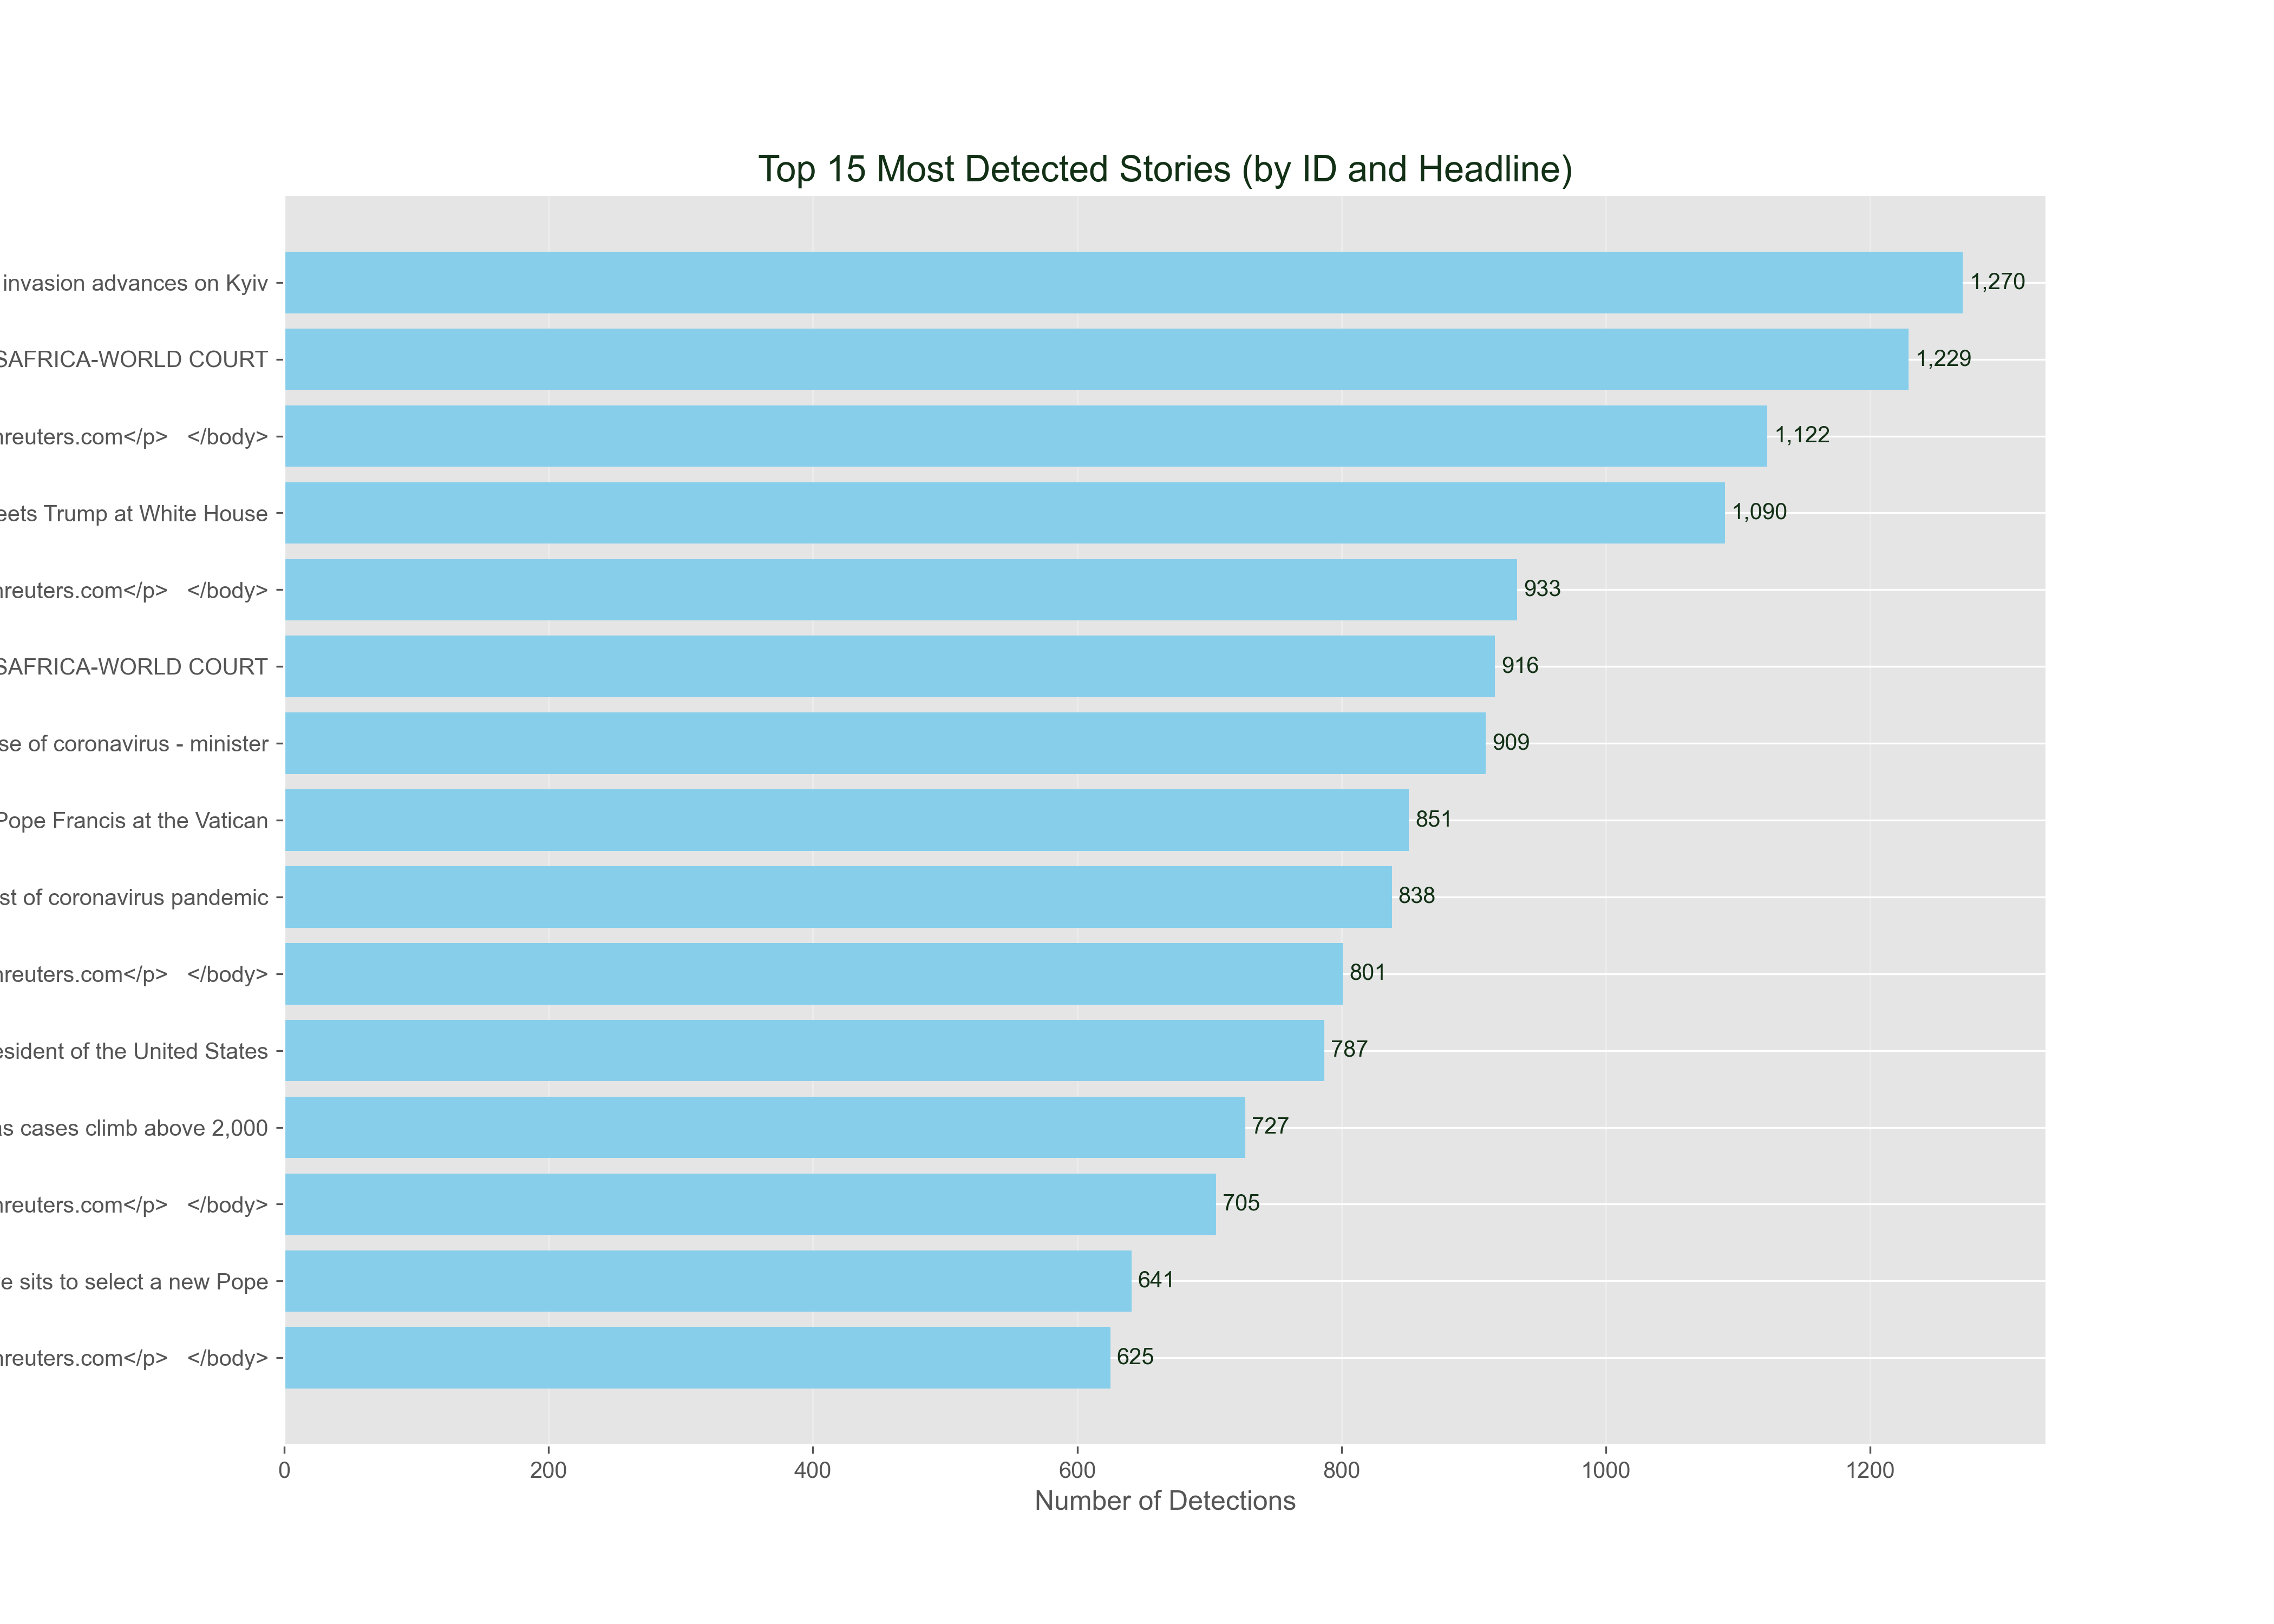 Top 15 Most Detected Stories (by ID and Headline)
invasion advances on Kyiv 1,270
SAFRICA-WORLD COURT 1,229
reuters.com</p> </body> 1,122
Trump at White House 1,090
reuters.com</p> </body> 933
SAFRICA-WORLD COURT 916
of coronavirus - minister 909
Pope Francis at the Vatican 851
of coronavirus pandemic 838
reuters.com</p> </body> 801
esident of the United States 787
as cases climb above 2,000 727
reuters.com</p> </body> 705
e sits to select a new Pope 641
reuters.com</p> </body> 625
0 200 400 600 800 1000 1200
Number of Detections